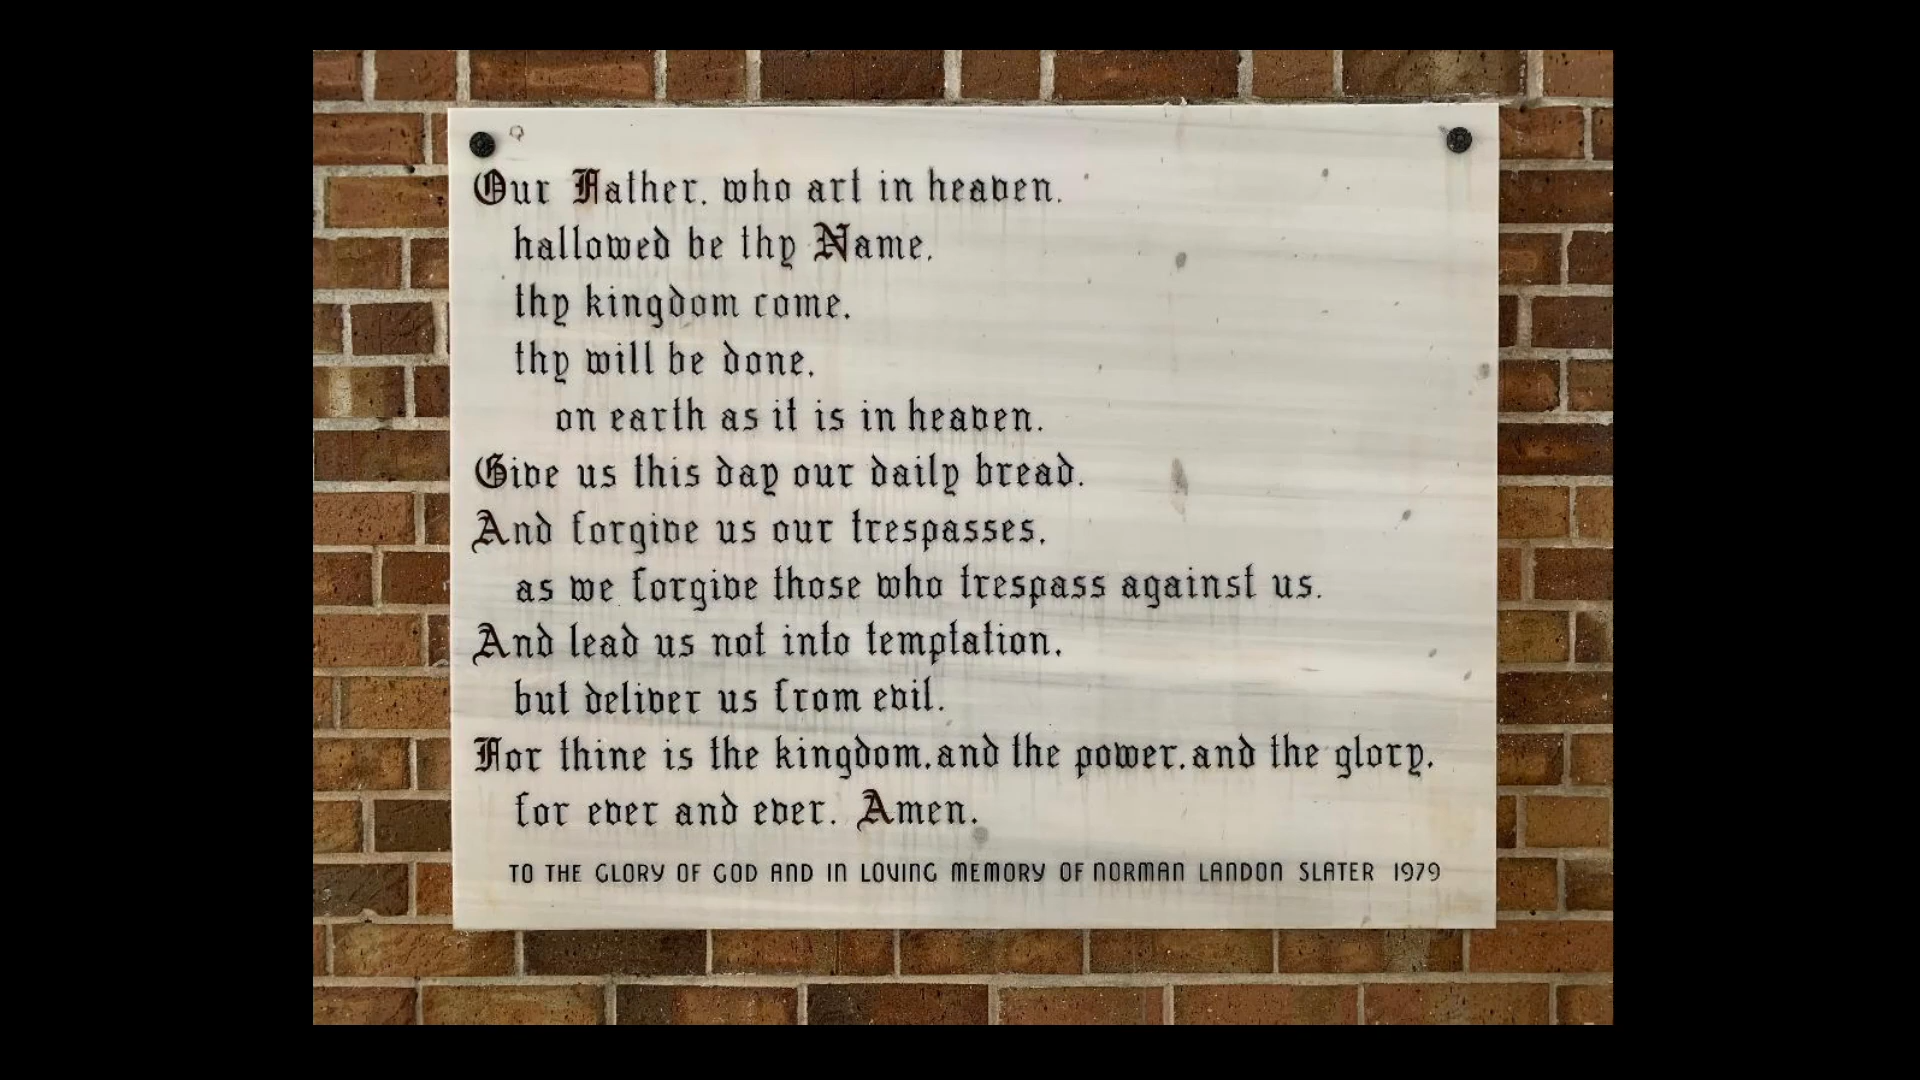 Our Father, who art in heaven,
hallowed be thy Name,
thy kingdom come,
thy will be done,
on earth as it is in heaven.
Give us this day our daily bread.
And forgive us our trespasses,
as we forgive those who trespass against us.
And lead us not into temptation,
but deliver us from evil.
For thine is the kingdom, and the power, and the glory,
for ever and ever. Amen.
TO THE GLORY OF GOD AND IN LOVING MEMORY OF NORMAN LANDON SLATER 1979